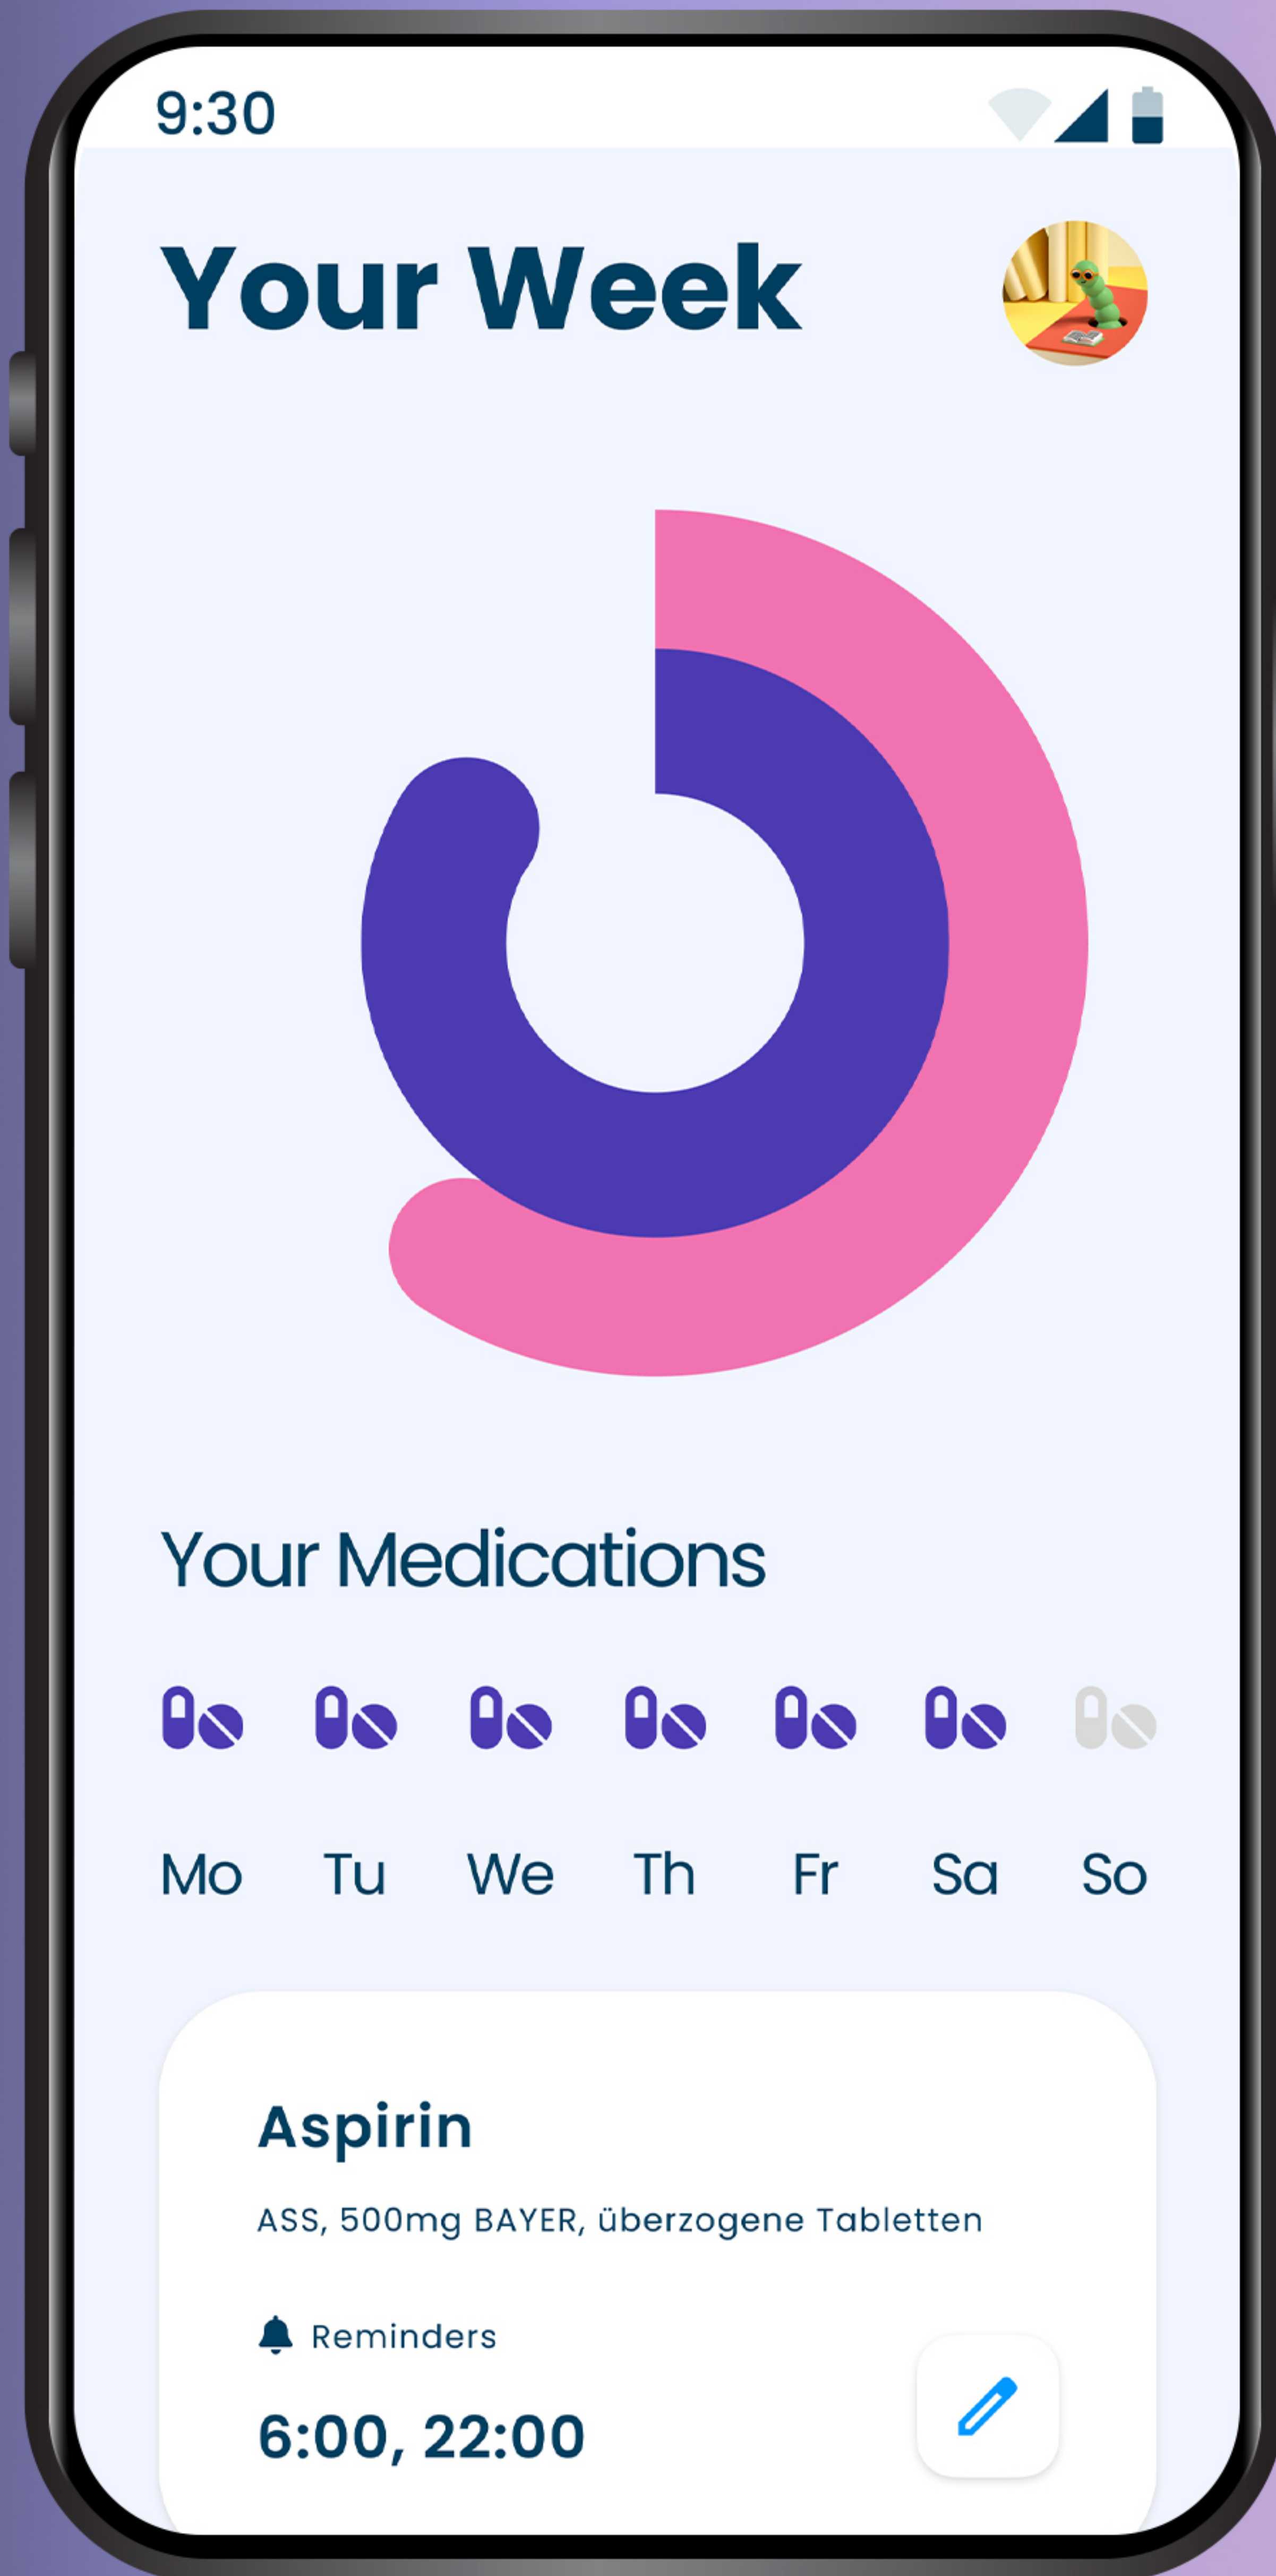 9:30
Your Week
Your Medications
Mo Tu We Th Fr Sa So
Aspirin
ASS, 500mg BAYER, überzogene Tabletten
Reminders
6:00, 22:00